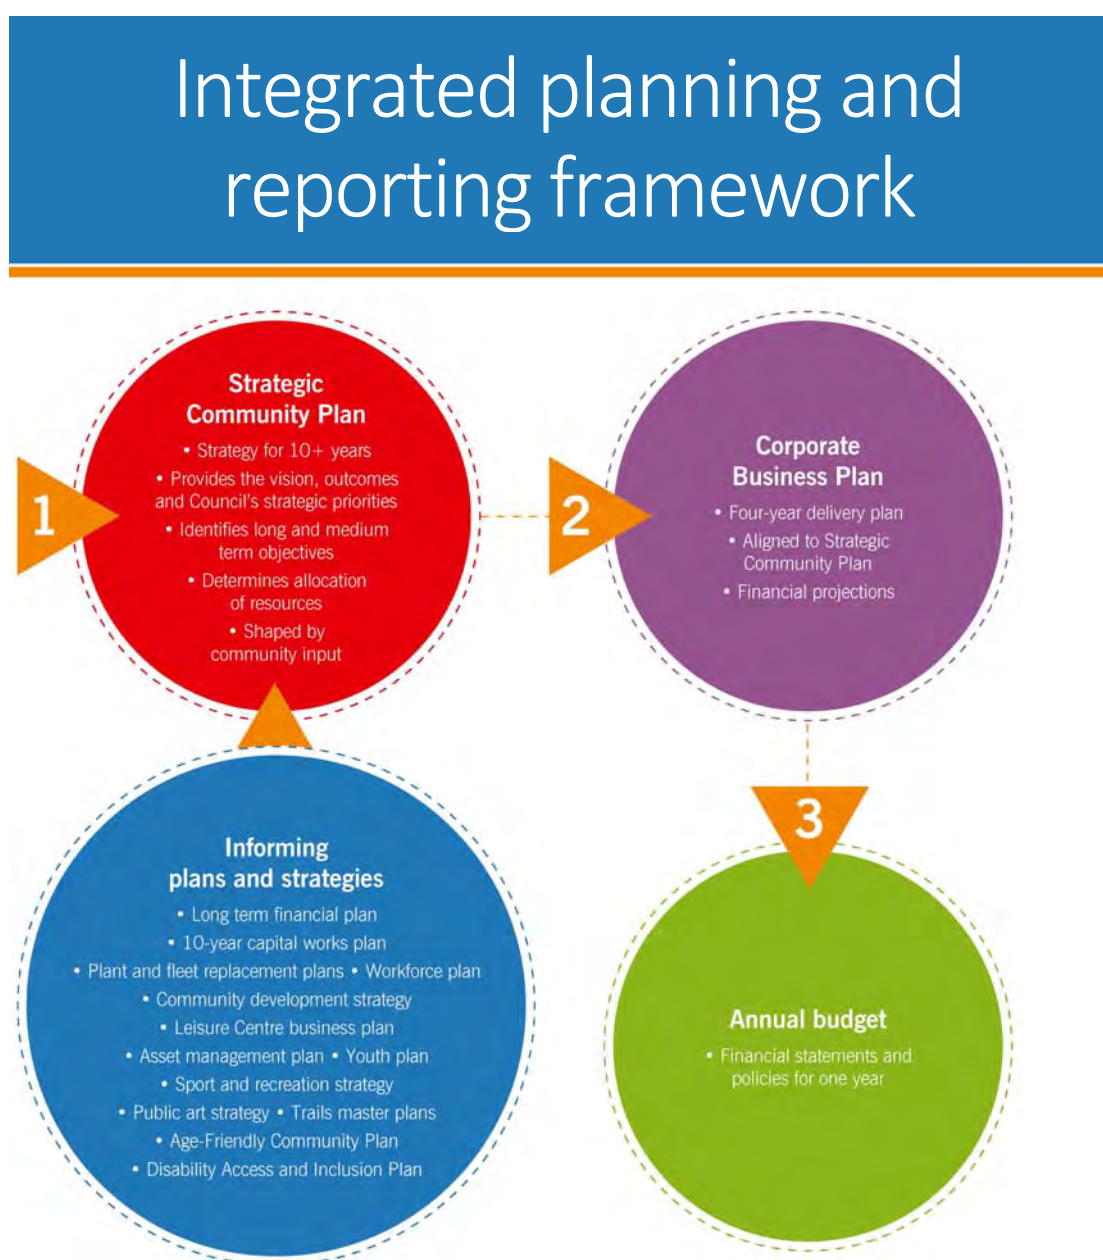 Integrated planning and
reporting framework
1
Strategic
Community Plan
• Strategy for 10+ years
• Provides the vision, outcomes
and Council's strategic priorities
• Identifies long and medium
term objectives
• Determines allocation
of resources
• Shaped by
community input
2
Corporate
Business Plan
• Four-year delivery plan
• Aligned to Strategic
Community Plan
• Financial projections
Informing
plans and strategies
• Long term financial plan
• 10-year capital works plan
• Plant and fleet replacement plans • Workforce plan
• Community development strategy
• Leisure Centre business plan
• Asset management plan • Youth plan
• Sport and recreation strategy
• Public art strategy • Trails master plans
• Age-Friendly Community Plan
• Disability Access and Inclusion Plan
3
Annual budget
• Financial statements and
policies for one year